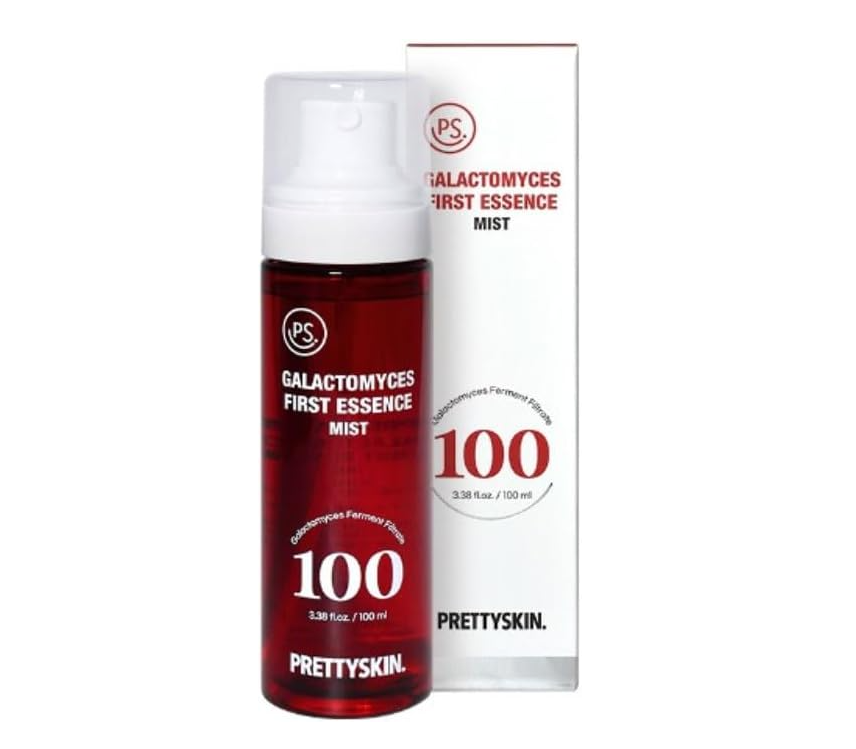 PS.
GALACTOMYCES
FIRST ESSENCE
MIST
Galactomyces Ferment Filtrate
100
3.38 fl.oz. / 100 ml
PRETTYSKIN.
PS.
GALACTOMYCES
FIRST ESSENCE
MIST
Galactomyces Ferment Filtrate
100
3.38 fl.oz. / 100 ml
PRETTYSKIN.